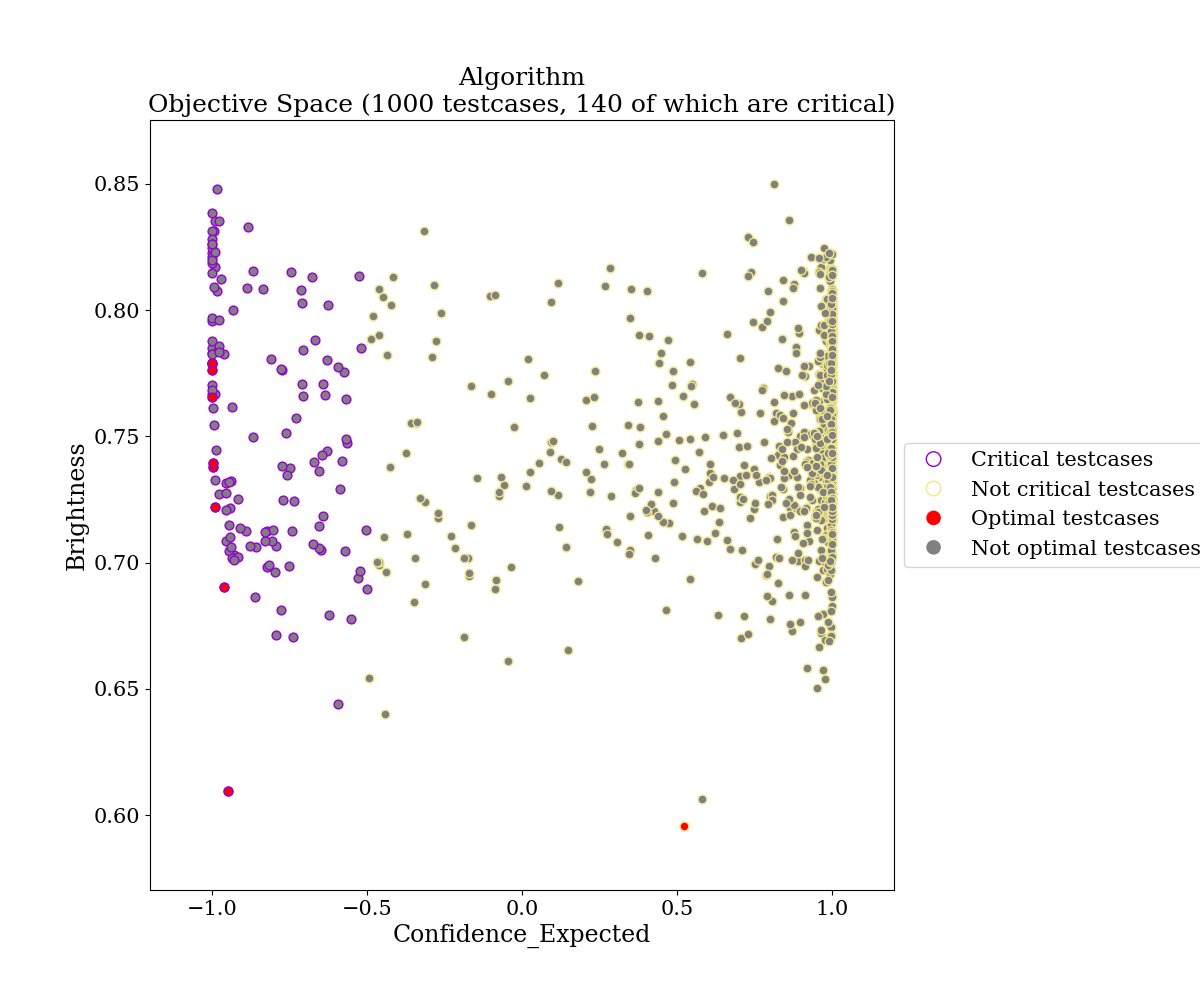 Algorithm
Objective Space (1000 testcases, 140 of which are critical)
0.85
0.80
0.75
0.70
0.65
0.60
Brightness
−1.0
−0.5
0.0
0.5
1.0
Confidence_Expected
Critical testcases
Not critical testcases
Optimal testcases
Not optimal testcases